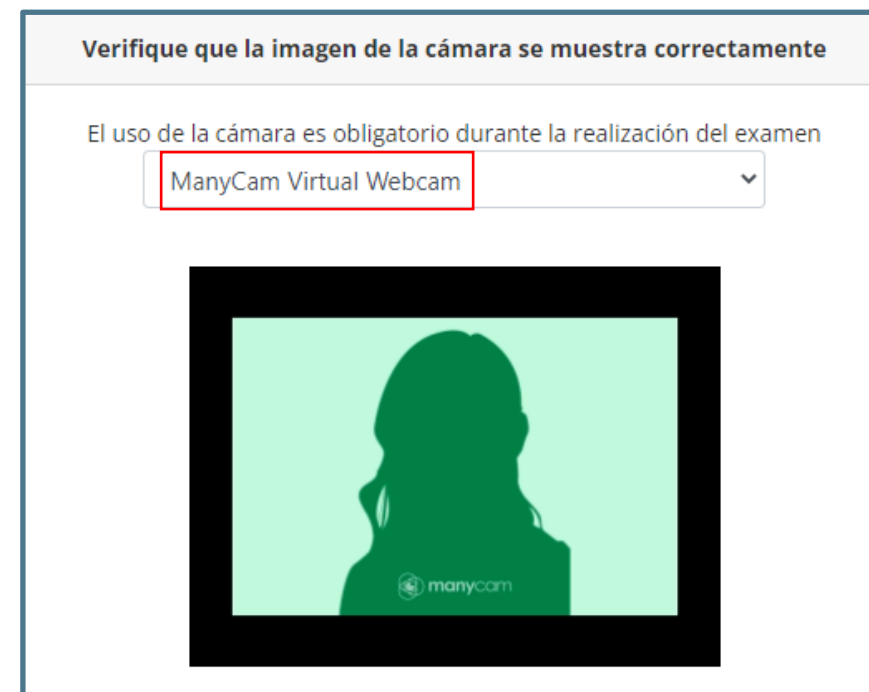 Verifique que la imagen de la cámara se muestra correctamente
El uso de la cámara es obligatorio durante la realización del examen
ManyCam Virtual Webcam
manycam